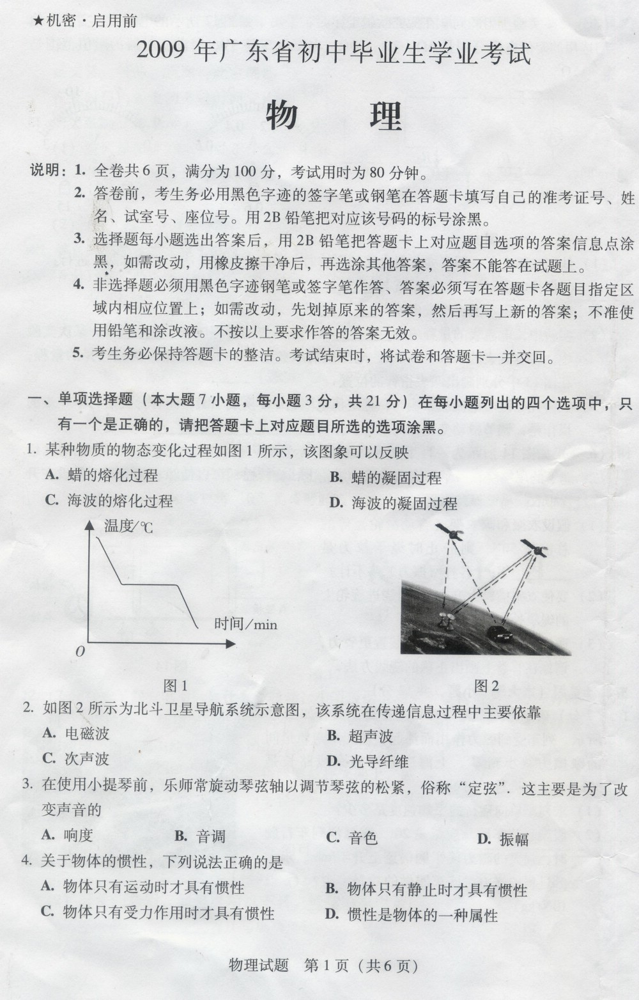 ★机密·启用前
2009 年广东省初中毕业生学业考试
物 理
说明：1. 全卷共 6 页，满分为 100 分，考试用时为 80 分钟。
2. 答卷前，考生务必用黑色字迹的签字笔或钢笔在答题卡填写自己的准考证号、姓
名、试室号、座位号。用 2B 铅笔把对应该号码的标号涂黑。
3. 选择题每小题选出答案后，用 2B 铅笔把答题卡上对应题目选项的答案信息点涂
黑，如需改动，用橡皮擦干净后，再选涂其他答案，答案不能答在试题上。
4. 非选择题必须用黑色字迹钢笔或签字笔作答、答案必须写在答题卡各题目指定区
域内相应位置上；如需改动，先划掉原来的答案，然后再写上新的答案；不准使
用铅笔和涂改液。不按以上要求作答的答案无效。
5. 考生务必保持答题卡的整洁。考试结束时，将试卷和答题卡一并交回。
一、单项选择题（本大题 7 小题，每小题 3 分，共 21 分）在每小题列出的四个选项中，只
有一个是正确的，请把答题卡上对应题目所选的选项涂黑。
1. 某种物质的物态变化过程如图 1 所示，该图象可以反映
A. 蜡的熔化过程 B. 蜡的凝固过程
C. 海波的熔化过程 D. 海波的凝固过程
温度/℃
时间/min
O
图 1 图 2
2. 如图 2 所示为北斗卫星导航系统示意图，该系统在传递信息过程中主要依靠
A. 电磁波 B. 超声波
C. 次声波 D. 光导纤维
3. 在使用小提琴前，乐师常旋动琴弦轴以调节琴弦的松紧，俗称“定弦”. 这主要是为了改
变声音的
A. 响度 B. 音调 C. 音色 D. 振幅
4. 关于物体的惯性，下列说法正确的是
A. 物体只有运动时才具有惯性 B. 物体只有静止时才具有惯性
C. 物体只有受力作用时才具有惯性 D. 惯性是物体的一种属性
物理试题 第 1 页（共 6 页）